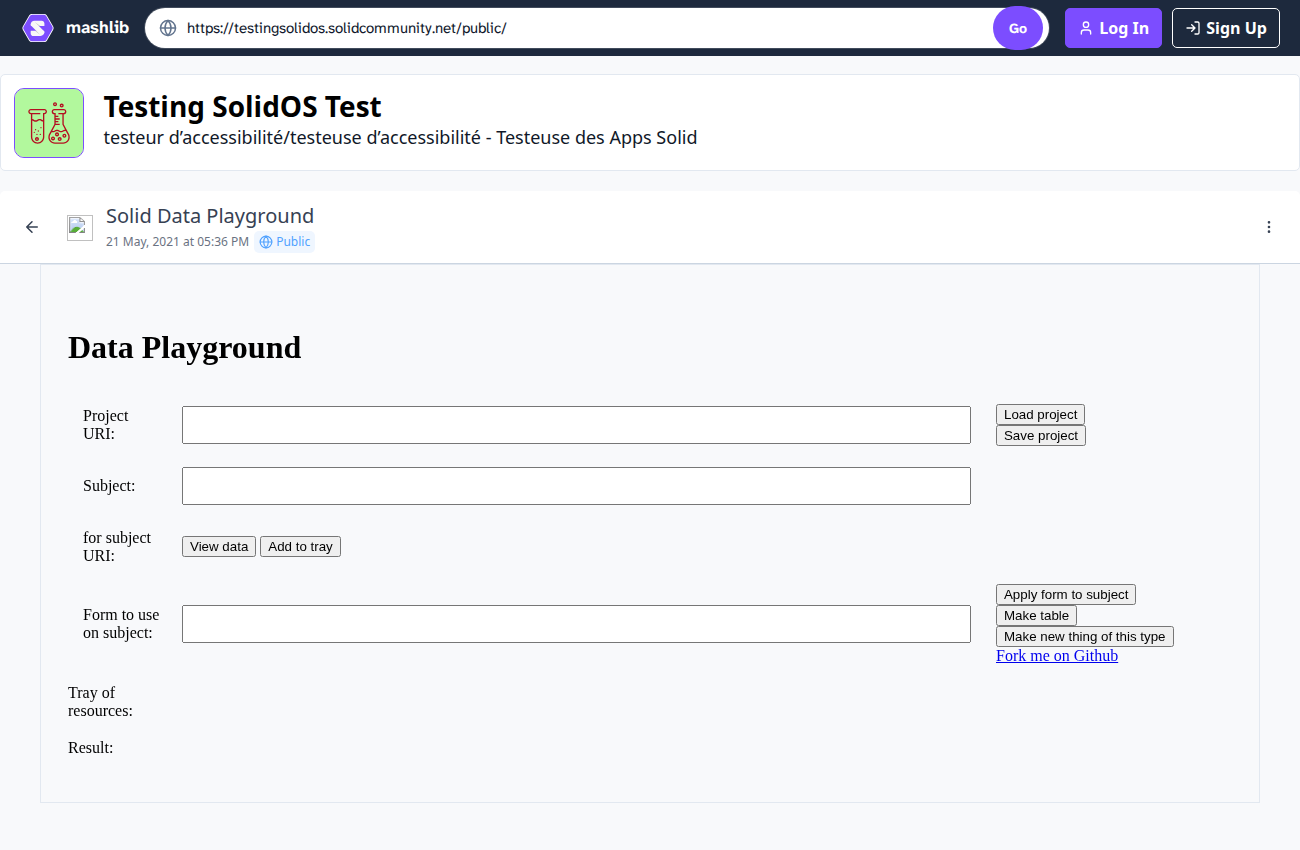 mashlib
https://testingsolidos.solidcommunity.net/public/
Go
Log In
Sign Up
Testing SolidOS Test
testeur d’accessibilité/testeuse d’accessibilité - Testeuse des Apps Solid
Solid Data Playground
21 May, 2021 at 05:36 PM
Public
Data Playground
Project
URI:
Load project
Save project
Subject:
for subject
URI:
View data
Add to tray
Form to use
on subject:
Apply form to subject
Make table
Make new thing of this type
Fork me on Github
Tray of
resources:
Result: